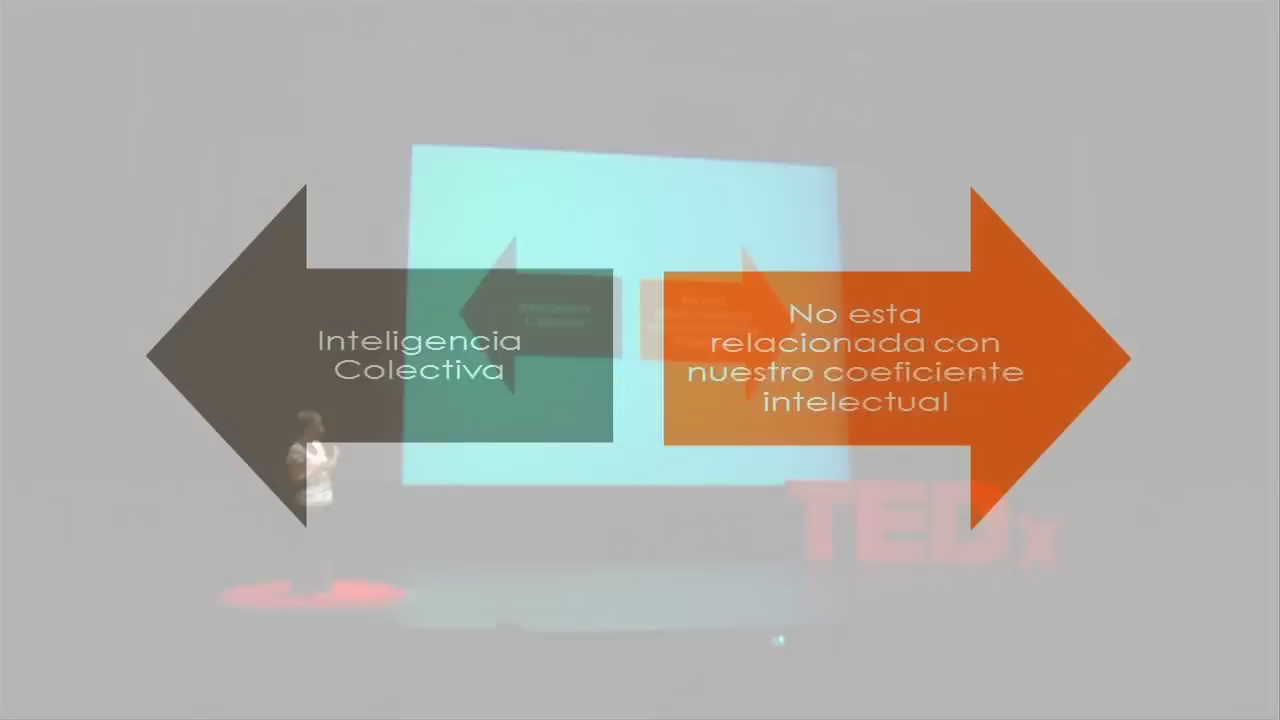 Inteligencia
Colectiva
No esta
relacionada con
nuestro coeficiente
intelectual
TEDx